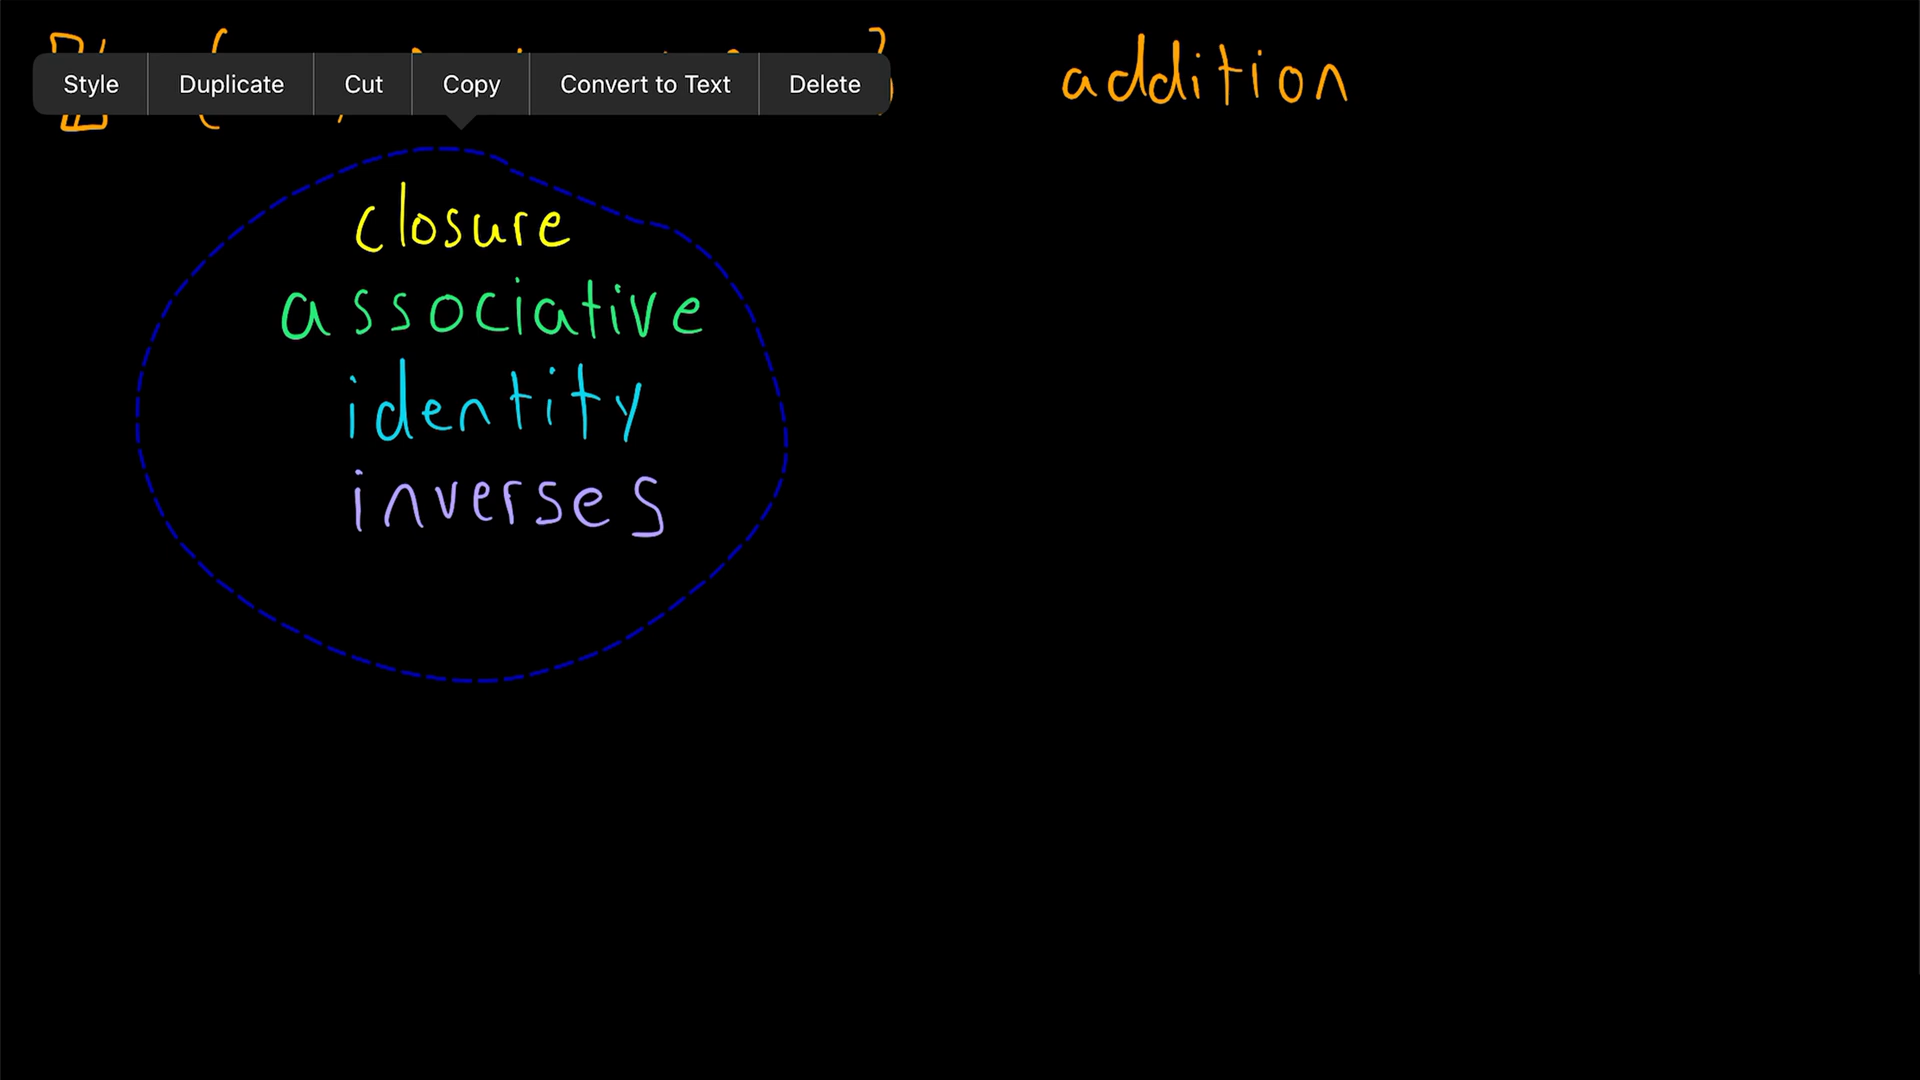 addition
Style Duplicate Cut Copy Convert to Text Delete
closure
associative
identity
inverses